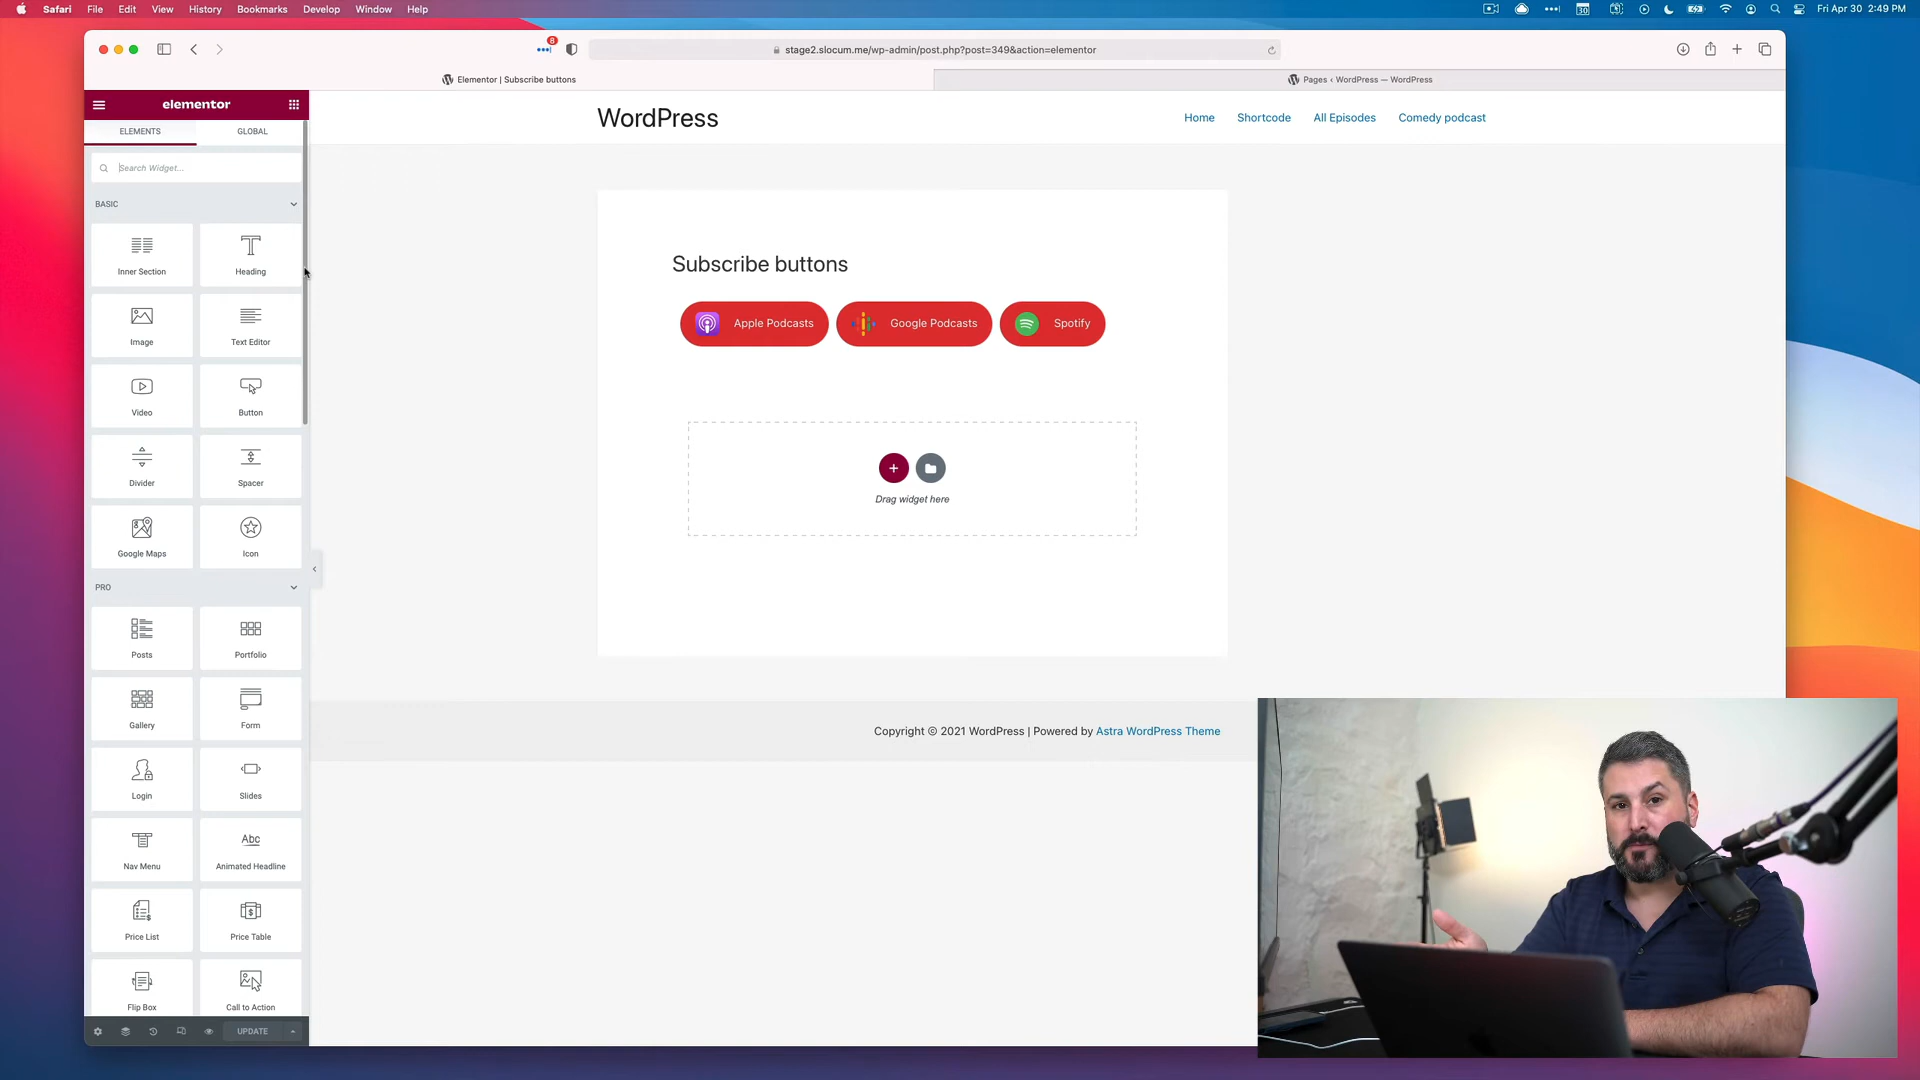 Safari File Edit View History Bookmarks Develop Window Help
30
Fri Apr 30 2:49 PM
8
stage2.slocum.me/wp-admin/post.php?post=349&action=elementor
Elementor | Subscribe buttons
Pages ‹ WordPress — WordPress
elementor
ELEMENTS GLOBAL
Search Widget...
BASIC
Inner Section Heading
Image Text Editor
Video Button
Divider Spacer
Google Maps Icon
PRO
Posts Portfolio
Gallery Form
Login Slides
Abc
Nav Menu Animated Headline
Price List Price Table
Flip Box Call to Action
UPDATE
WordPress
Home Shortcode All Episodes Comedy podcast
Subscribe buttons
Apple Podcasts Google Podcasts Spotify
Drag widget here
Copyright © 2021 WordPress | Powered by Astra WordPress Theme